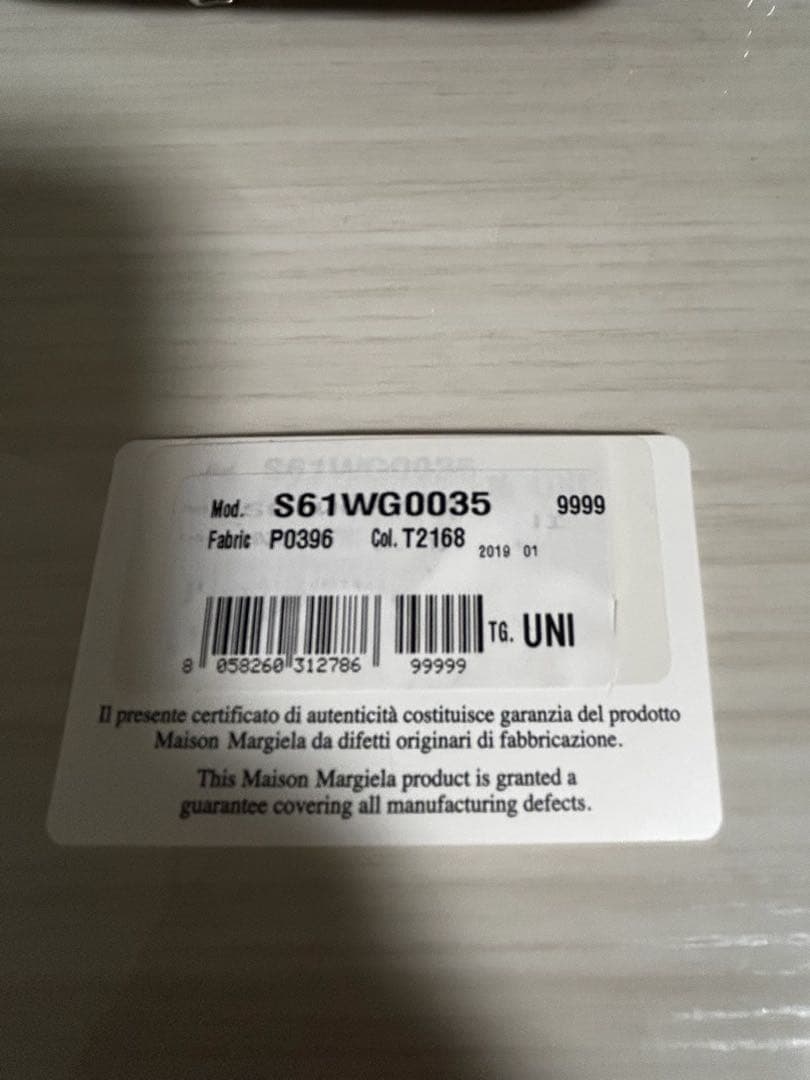 Mod. S61WG0035 9999
Fabric P0396 Col. T2168 2019 01
8 058260 312786 99999 TG. UNI
Il presente certificato di autenticità costituisce garanzia del prodotto
Maison Margiela da difetti originari di fabbricazione.
This Maison Margiela product is granted a
guarantee covering all manufacturing defects.